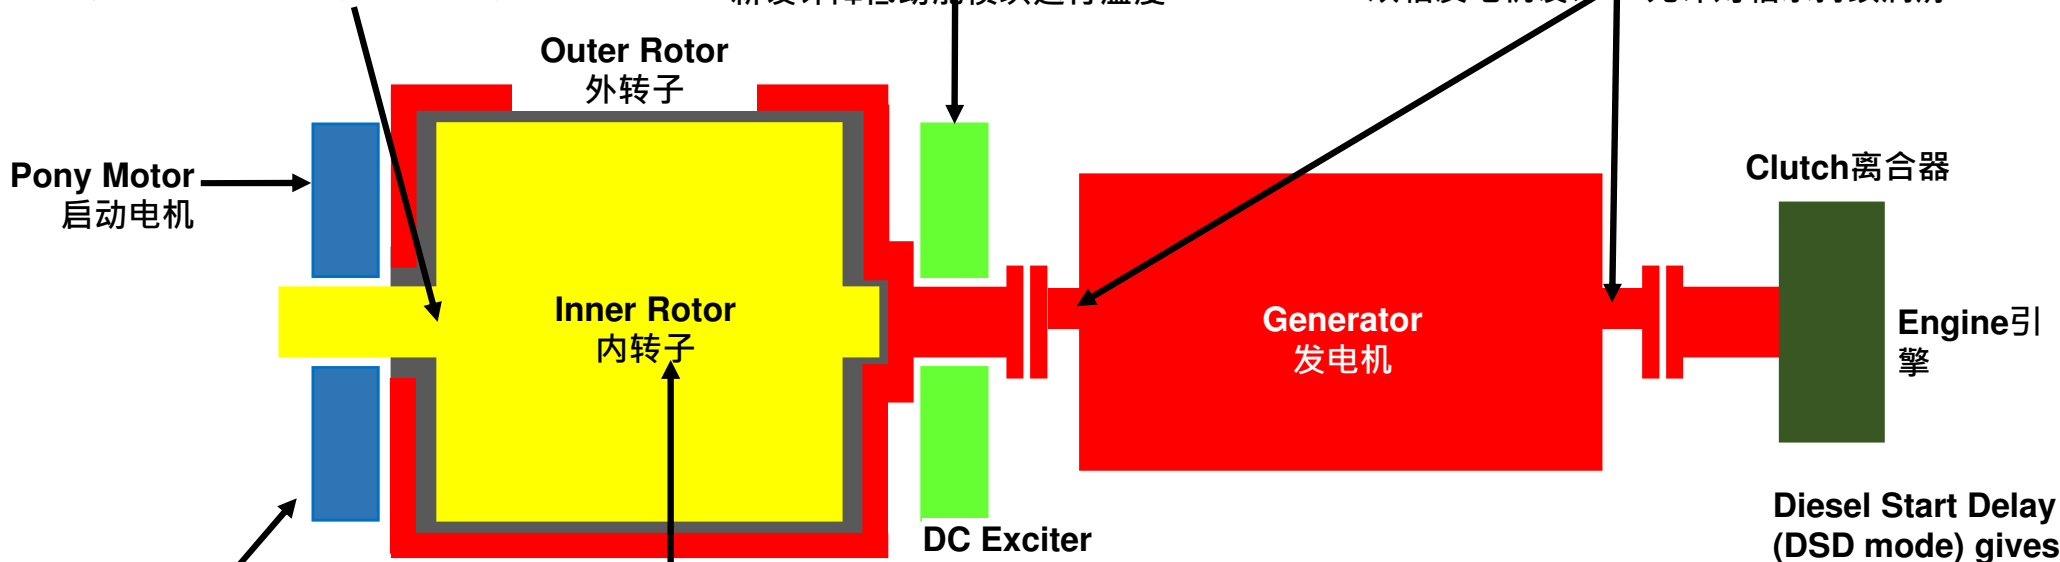 Outer Rotor
外转子
Pony Motor
启动电机
Clutch离合器
Inner Rotor
内转子
Generator
发电机
Engine引
擎
DC Exciter
Diesel Start Delay
(DSD mode) gives